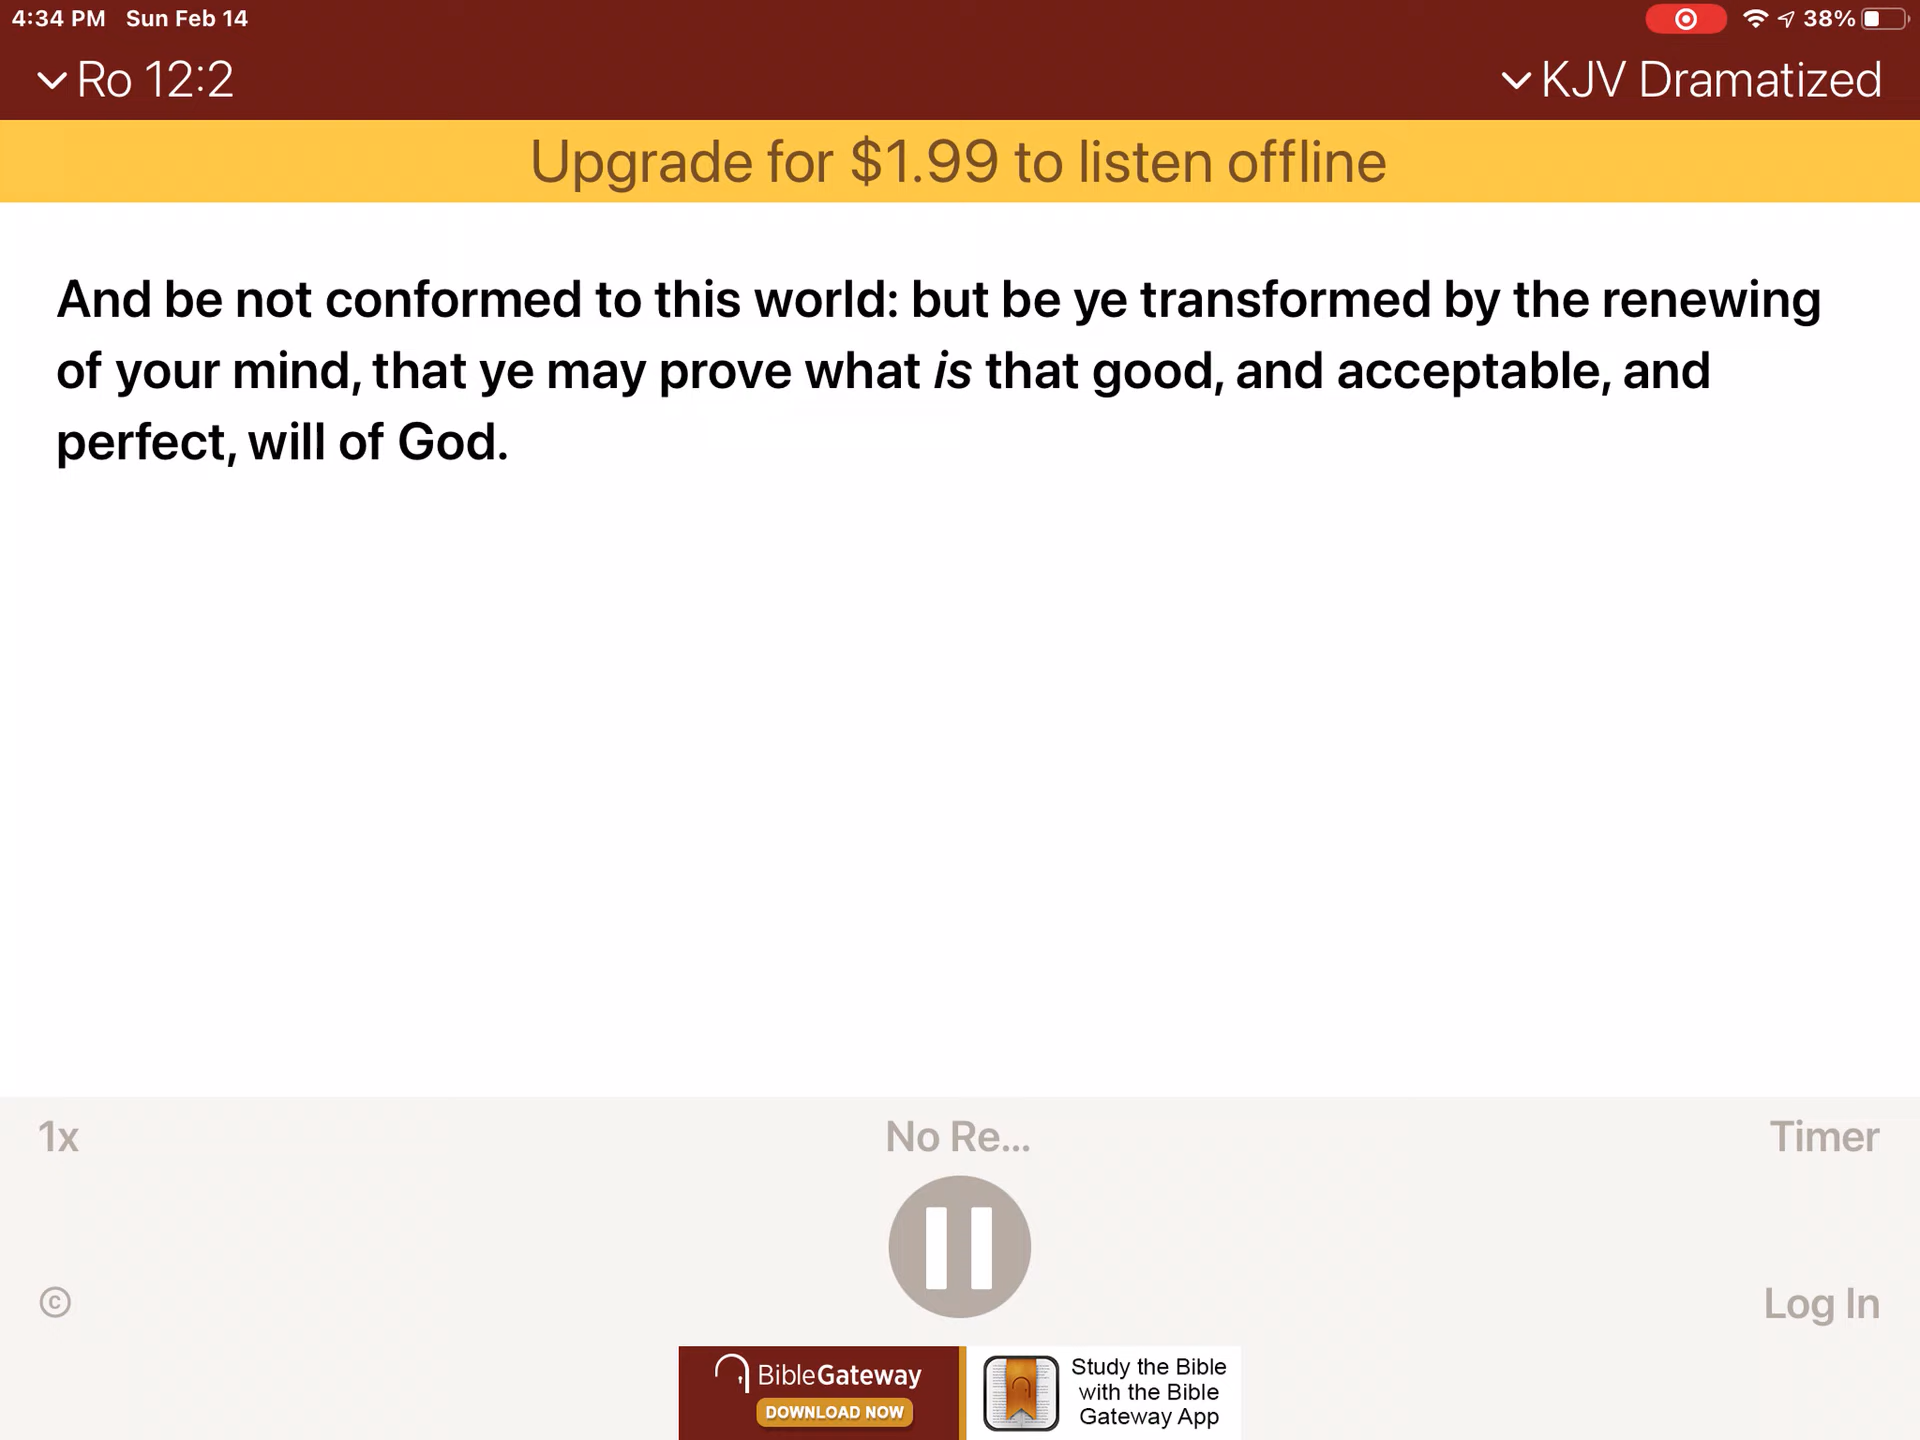 4:34 PM Sun Feb 14 38%
Ro 12:2 KJV Dramatized
Upgrade for $1.99 to listen offline
And be not conformed to this world: but be ye transformed by the renewing
of your mind, that ye may prove what is that good, and acceptable, and
perfect, will of God.
1x No Re... Timer
© Log In
BibleGateway
DOWNLOAD NOW
Study the Bible
with the Bible
Gateway App